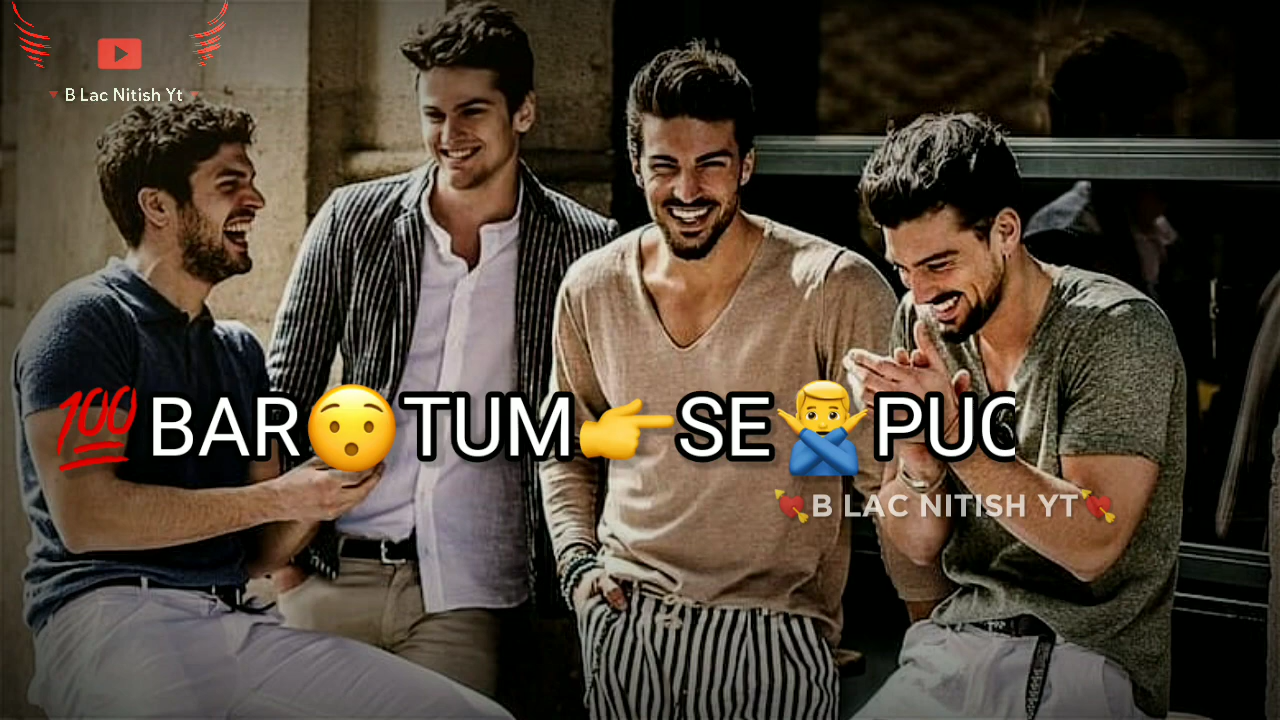 B Lac Nitish Yt
💯BAR😯TUM👉SE🙅‍♂️PUC
💘B LAC NITISH YT💘